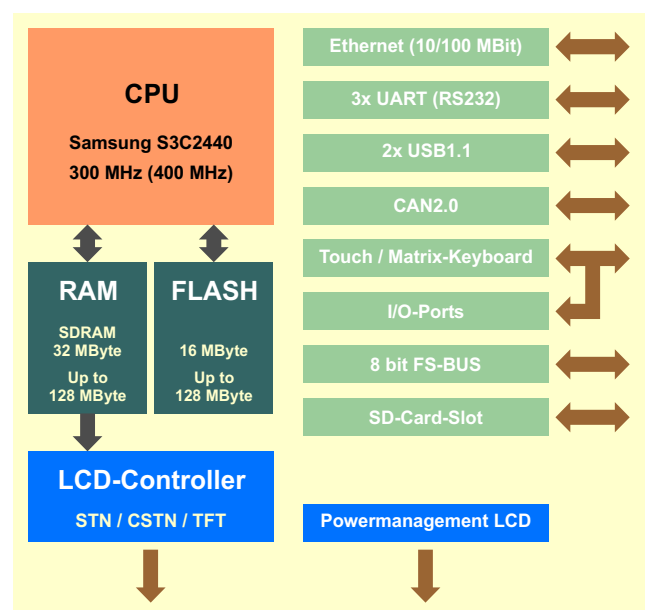 CPU
Samsung S3C2440
300 MHz (400 MHz)
RAM
SDRAM
32 MByte
Up to
128 MByte
FLASH
16 MByte
Up to
128 MByte
LCD-Controller
STN / CSTN / TFT
Ethernet (10/100 MBit)
3x UART (RS232)
2x USB1.1
CAN2.0
Touch / Matrix-Keyboard
I/O-Ports
8 bit FS-BUS
SD-Card-Slot
Powermanagement LCD